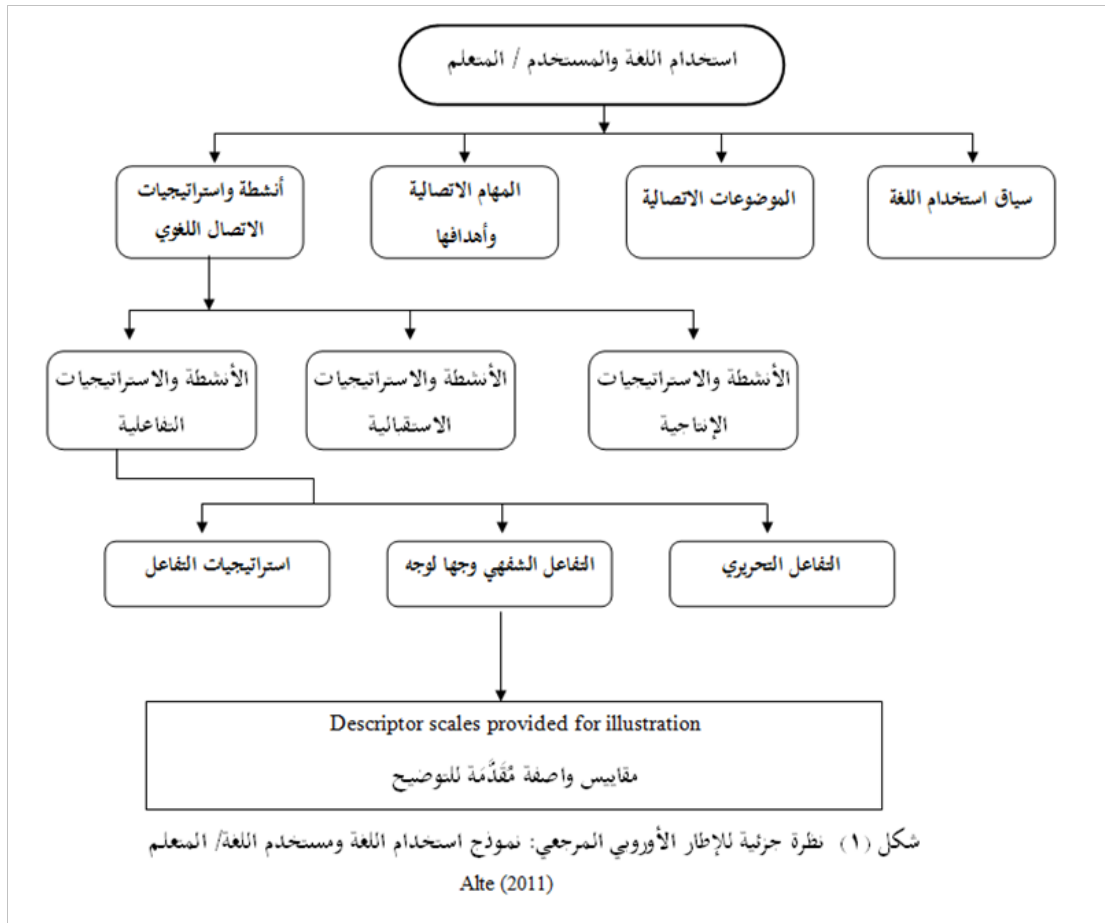 استخدام اللغة والمستخدم / المتعلم
سياق استخدام اللغة
الموضوعات الاتصالية
المهام الاتصالية
وأهدافها
أنشطة واستراتيجيات
الاتصال اللغوي
الأنشطة والاستراتيجيات
الإنتاجية
الأنشطة والاستراتيجيات
الاستقبالية
الأنشطة والاستراتيجيات
التفاعلية
التفاعل التحريري
التفاعل الشفهي وجها لوجه
استراتيجيات التفاعل
Descriptor scales provided for illustration
مقاييس واصفة مُقَدَّمَة للتوضيح
شكل (١) نظرة جزئية للإطار الأوروبي المرجعي: نموذج استخدام اللغة ومستخدم اللغة/ المتعلم
Alte (2011)